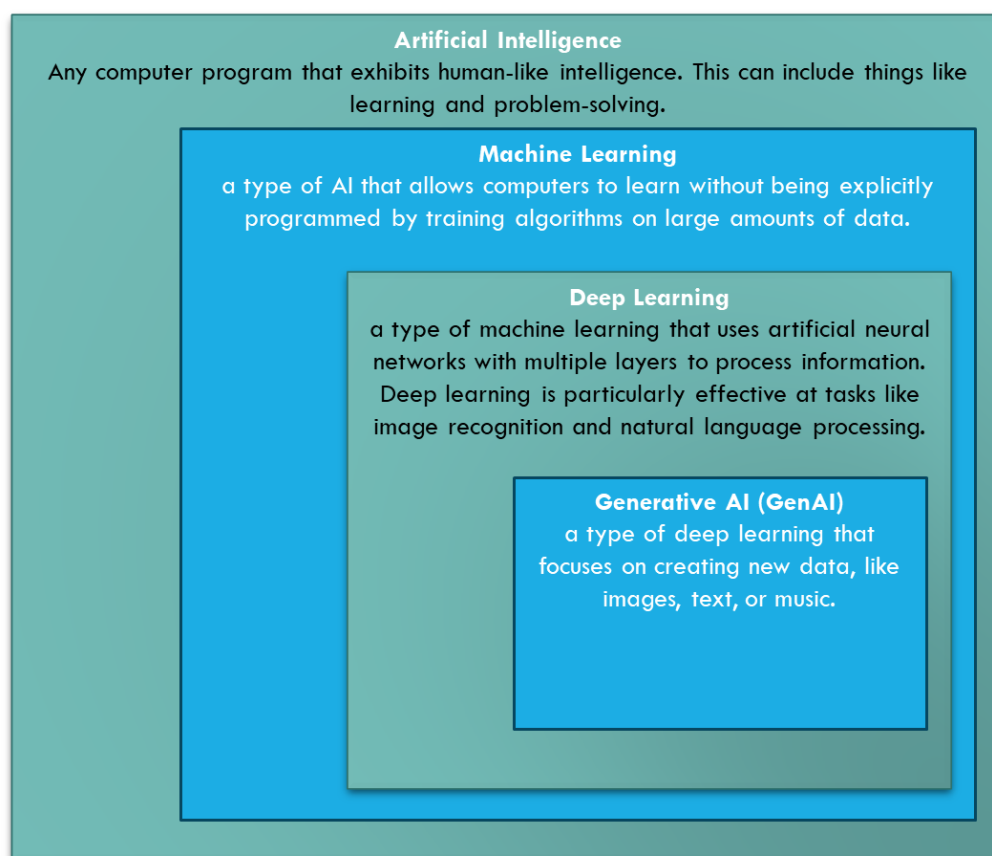 Artificial Intelligence
Any computer program that exhibits human-like intelligence. This can include things like
learning and problem-solving.
Machine Learning
a type of AI that allows computers to learn without being explicitly
programmed by training algorithms on large amounts of data.
Deep Learning
a type of machine learning that uses artificial neural
networks with multiple layers to process information.
Deep learning is particularly effective at tasks like
image recognition and natural language processing.
Generative AI (GenAI)
a type of deep learning that
focuses on creating new data, like
images, text, or music.